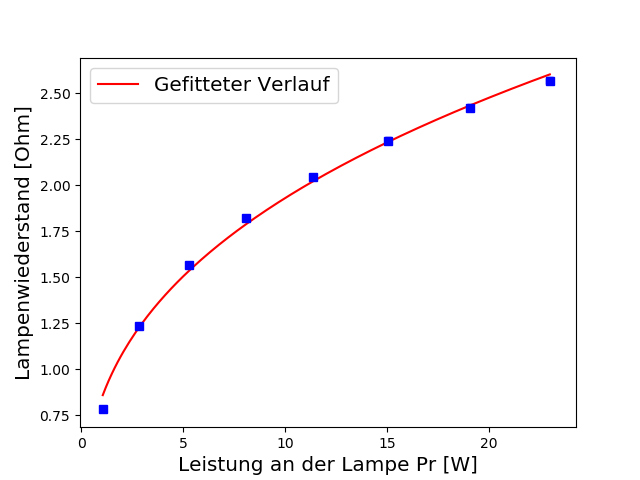 Gefitteter Verlauf
2.50
2.25
2.00
1.75
1.50
1.25
1.00
0.75
Lampenwiederstand [Ohm]
0 5 10 15 20
Leistung an der Lampe Pr [W]